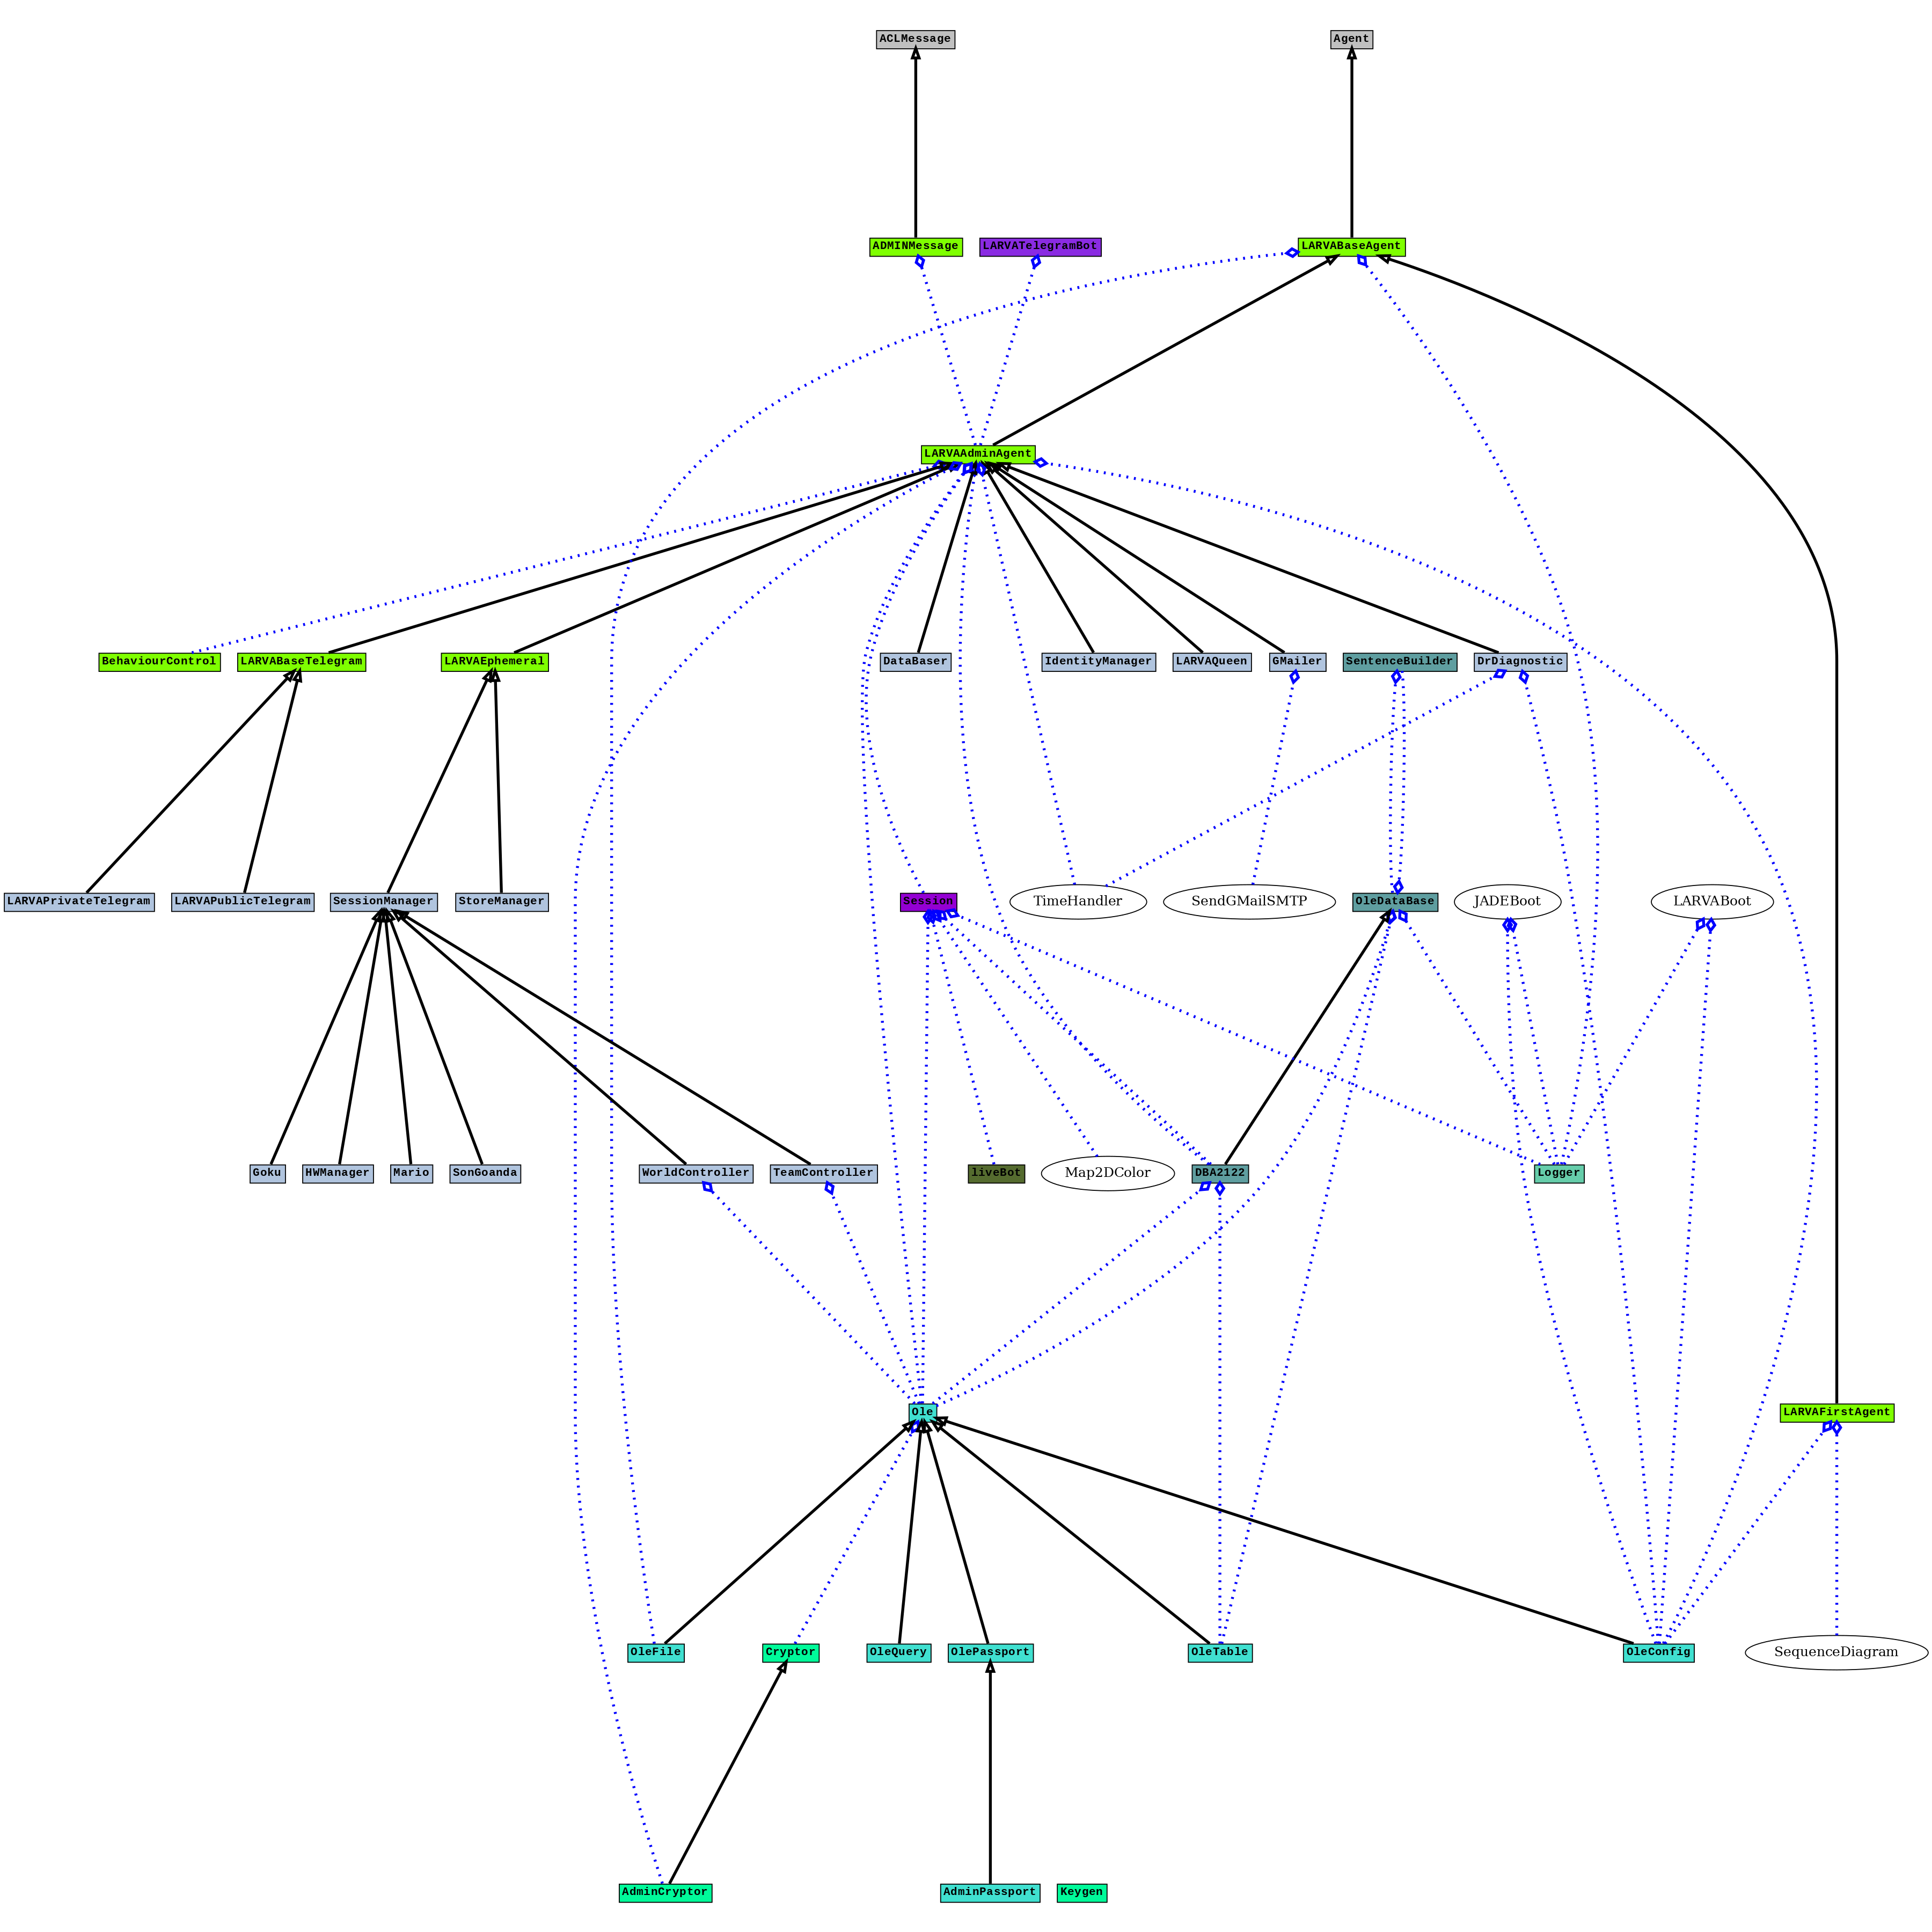 ACLMessage
Agent
ADMINMessage
LARVATelegramBot
LARVABaseAgent
LARVAAdminAgent
BehaviourControl
LARVABaseTelegram
LARVAEphemeral
DataBaser
IdentityManager
LARVAQueen
GMailer
SentenceBuilder
DrDiagnostic
LARVAPrivateTelegram
LARVAPublicTelegram
SessionManager
StoreManager
Session
TimeHandler
SendGMailSMTP
OleDataBase
JADEBoot
LARVABoot
Goku
HWManager
Mario
SonGoanda
WorldController
TeamController
liveBot
Map2DColor
DBA2122
Logger
Ole
LARVAFirstAgent
OleFile
Cryptor
OleQuery
OlePassport
OleTable
OleConfig
SequenceDiagram
AdminCryptor
AdminPassport
Keygen